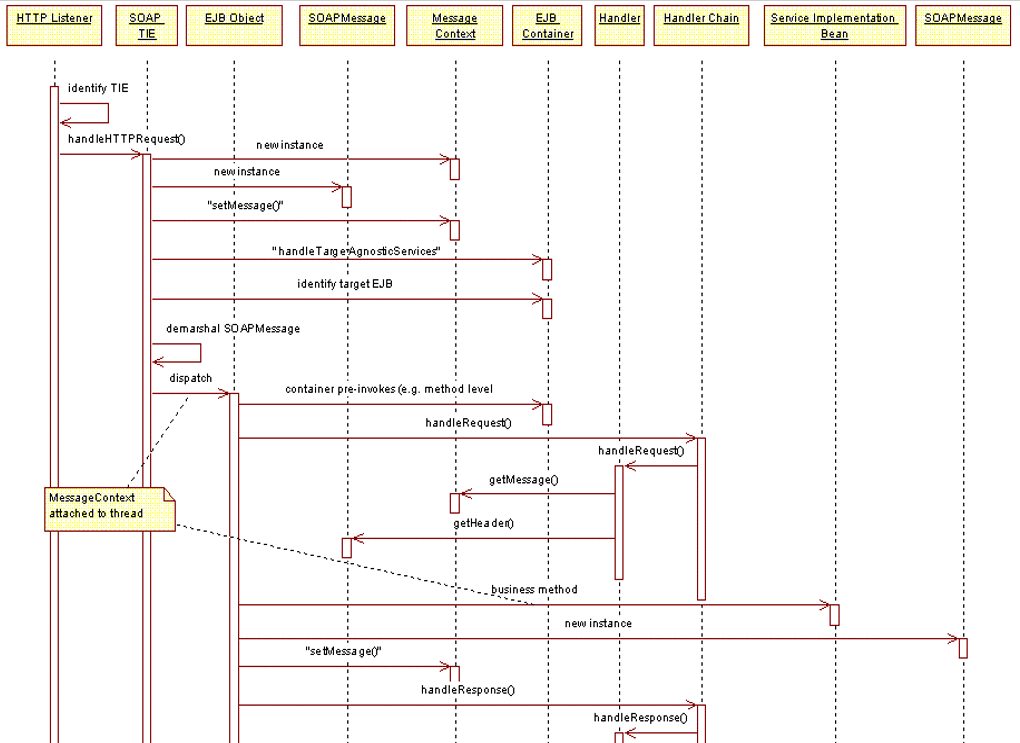 HTTP Listener
SOAP
TIE
EJB Object
SOAPMessage
Message
Context
EJB
Container
Handler
Handler Chain
Service Implementation
Bean
SOAPMessage
identify TIE
handleHTTPRequest()
new instance
new instance
"setMessage()"
"handleTargerAgnosticServices"
identify target EJB
demarshal SOAPMessage
dispatch
container pre-invokes (e.g. method level
handleRequest()
handleRequest()
getMessage()
MessageContext
attached to thread
getHeader()
business method
new instance
"setMessage()"
handleResponse()
handleResponse()